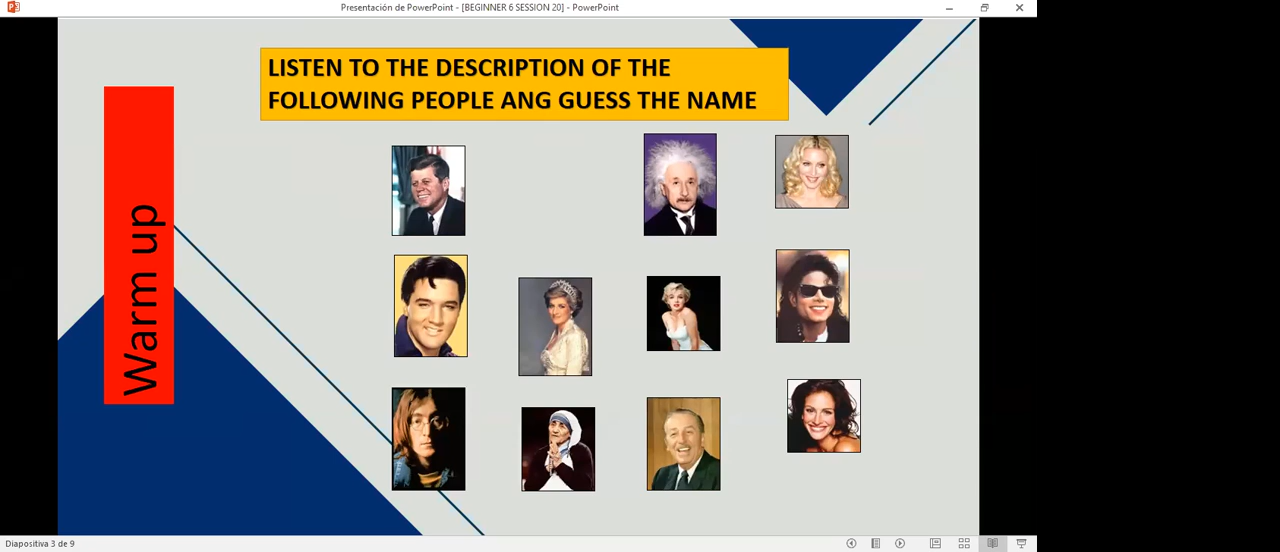 Presentación de PowerPoint - [BEGINNER 6 SESSION 20] - PowerPoint
LISTEN TO THE DESCRIPTION OF THE
FOLLOWING PEOPLE ANG GUESS THE NAME
Warm up
Diapositiva 3 de 9